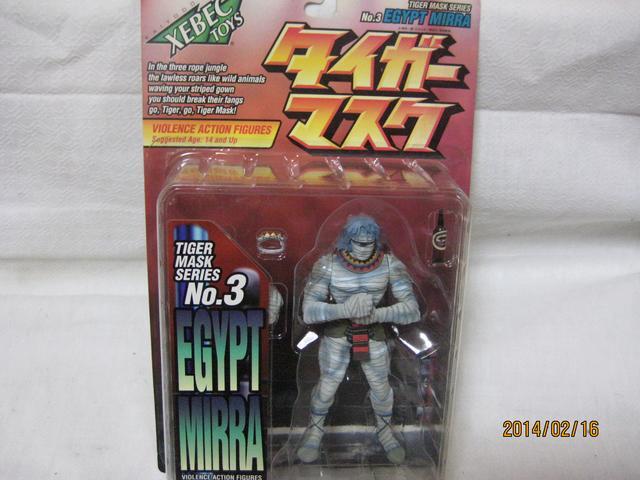 XEBEC
TOYS
TIGER MASK SERIES
No.3 EGYPT MIRRA
タイガー
マスク
In the three rope jungle
the lawless roars like wild animals
waving your striped gown
you should break their fangs
go, Tiger, go, Tiger Mask!
VIOLENCE ACTION FIGURES
Suggested Age: 14 and Up
TIGER
MASK
SERIES
No.3
EGYPT
MIRRA
VIOLENCE ACTION FIGURES
2014/02/16